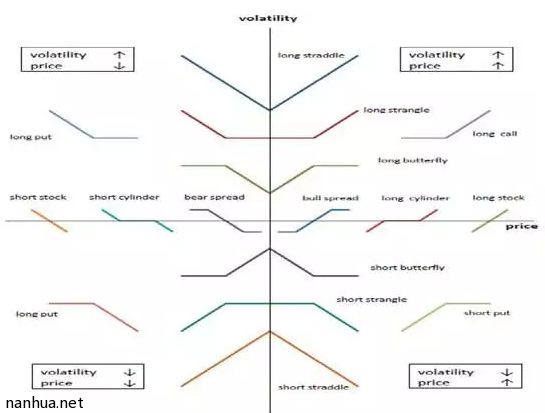 volatility
volatility ↑
price ↓
long straddle
volatility ↑
price ↑
long strangle
long put
long call
long butterfly
short stock
short cylinder
bear spread
bull spread
long cylinder
long stock
price
short butterfly
short strangle
long put
short put
volatility ↓
price ↓
volatility ↓
price ↑
short straddle
nanhua.net